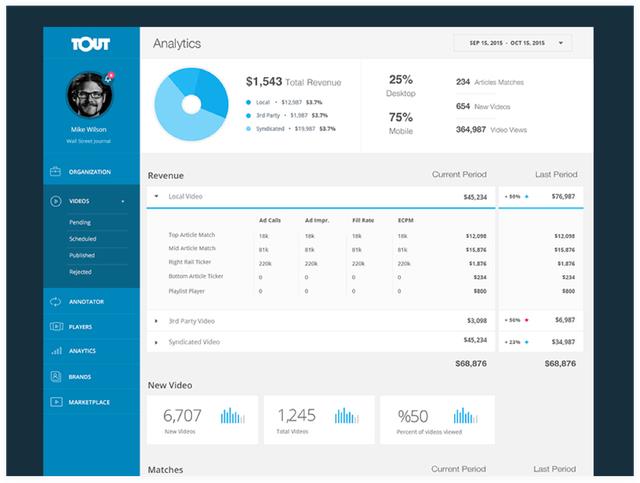 TOUT
Analytics
SEP 15, 2015 - OCT 15, 2015
Mike Wilson
Wall Street Journal
ORGANIZATION
VIDEOS
Pending
Scheduled
Published
Rejected
ANNOTATOR
PLAYERS
ANAYTICS
BRANDS
MARKETPLACE
$1,543 Total Revenue
Local • $12,987 53.7%
3rd Party • $1,987 53.7%
Syndicated • $19,987 53.7%
25%
Desktop
75%
Mobile
234 Articles Matches
654 New Videos
364,987 Video Views
Revenue Current Period Last Period
Local Video $45,234 + 50% $76,987
Ad Calls Ad Impr. Fill Rate ECPM
Top Article Match 18k 18k 18k 18k $12,098 $12,098
Mid Article Match 81k 81k 81k 81k $15,876 $15,876
Right Rail Ticker 220k 220k 220k 220k $1,876 $1,876
Bottom Article Ticker 0 0 0 0 $234 $234
Playlist Player 0 0 0 0 $800 $800
3rd Party Video $3,098 + 50% $6,987
Syndicated Video $45,234 + 23% $34,987
$68,876 $68,876
New Video
6,707
New Videos
1,245
Total Videos
%50
Percent of videos viewed
Matches Current Period Last Period